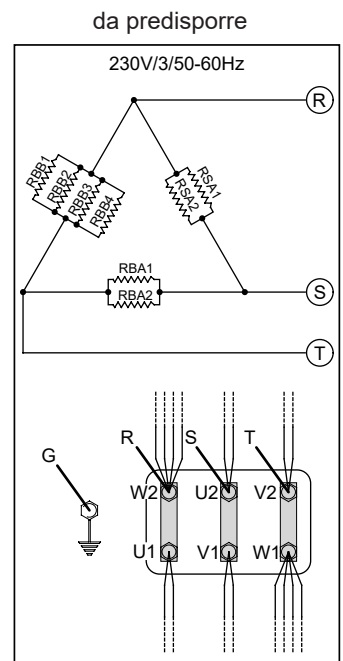 da predisporre
230V/3/50-60Hz
R
RBB1
RBB2
RBB3
RBB4
RSA1
RSA2
RBA1
RBA2
S
T
R S T
G
W2 U2 V2
U1 V1 W1